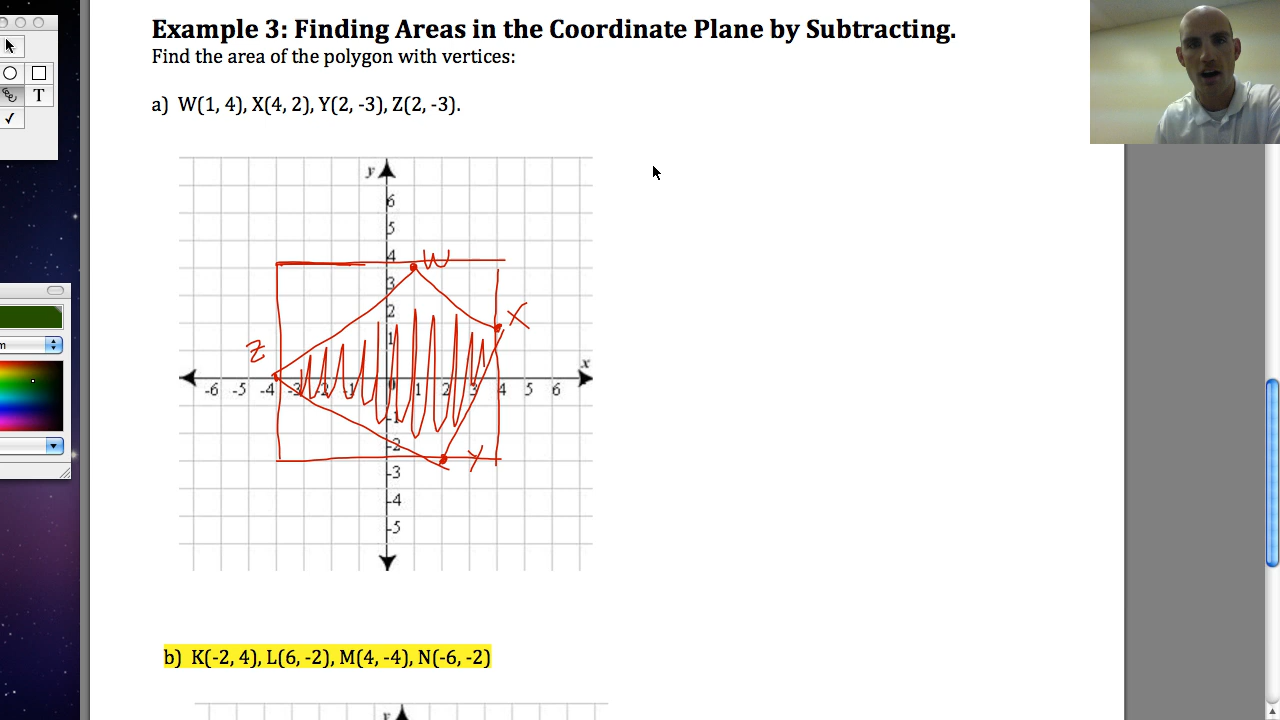 Example 3: Finding Areas in the Coordinate Plane by Subtracting.
Find the area of the polygon with vertices:
a) W(1, 4), X(4, 2), Y(2, -3), Z(2, -3).
T
m
y
6
5
4
W
3
2
X
1
Z
x
-6 -5 -4 -3 -2 -1 0 1 2 3 4 5 6
-1
-2
Y
-3
-4
-5
b) K(-2, 4), L(6, -2), M(4, -4), N(-6, -2)
y